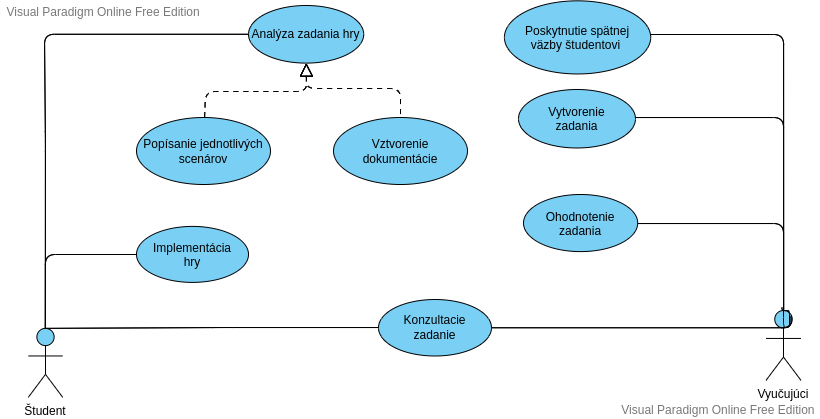 Visual Paradigm Online Free Edition
Analýza zadania hry
Poskytnutie spätnej
väzby študentovi
Vytvorenie
zadania
Popísanie jednotlivých
scenárov
Vztvorenie
dokumentácie
Ohodnotenie
zadania
Implementácia
hry
Konzultacie
zadanie
Študent
Vyučujúci
Visual Paradigm Online Free Edition